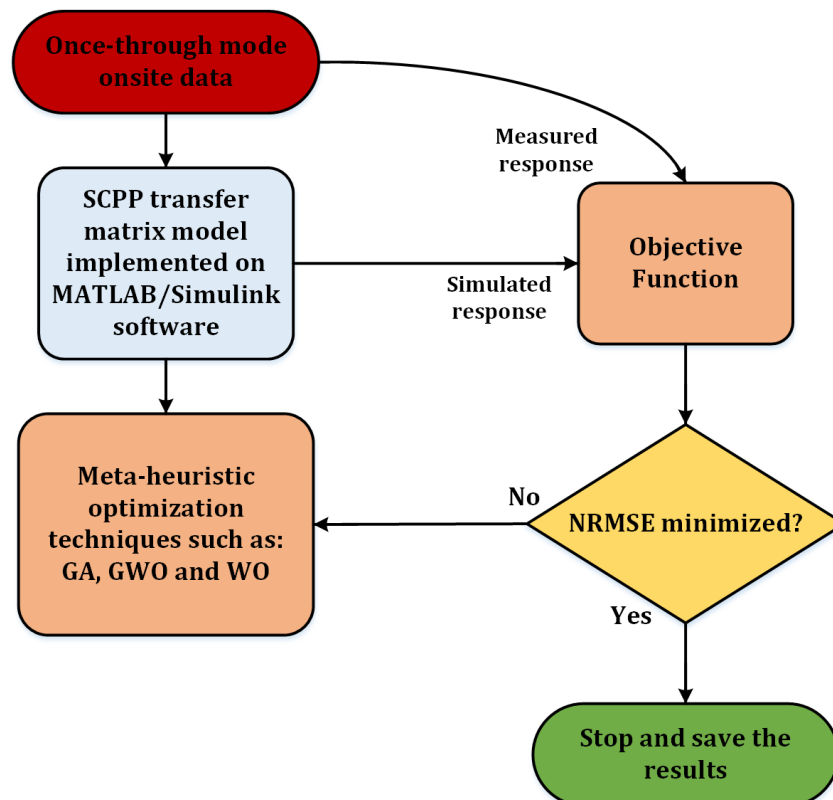 Once-through mode
onsite data
Measured
response
SCPP transfer
matrix model
implemented on
MATLAB/Simulink
software
Simulated
response
Objective
Function
Meta-heuristic
optimization
techniques such as:
GA, GWO and WO
No
NRMSE minimized?
Yes
Stop and save the
results